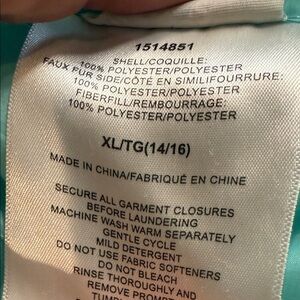 1514851
SHELL/COQUILLE:
100% POLYESTER/POLYESTER
FAUX FUR SIDE/CÔTÉ EN SIMILIFOURRURE:
100% POLYESTER/POLYESTER
FIBERFILL/REMBOURRAGE:
100% POLYESTER/POLYESTER
XL/TG(14/16)
MADE IN CHINA/FABRIQUÉ EN CHINE
SECURE ALL GARMENT CLOSURES
BEFORE LAUNDERING
MACHINE WASH WARM SEPARATELY
GENTLE CYCLE
MILD DETERGENT
DO NOT USE FABRIC SOFTENERS
DO NOT BLEACH
RINSE THOROUGHLY AND
REMOVE